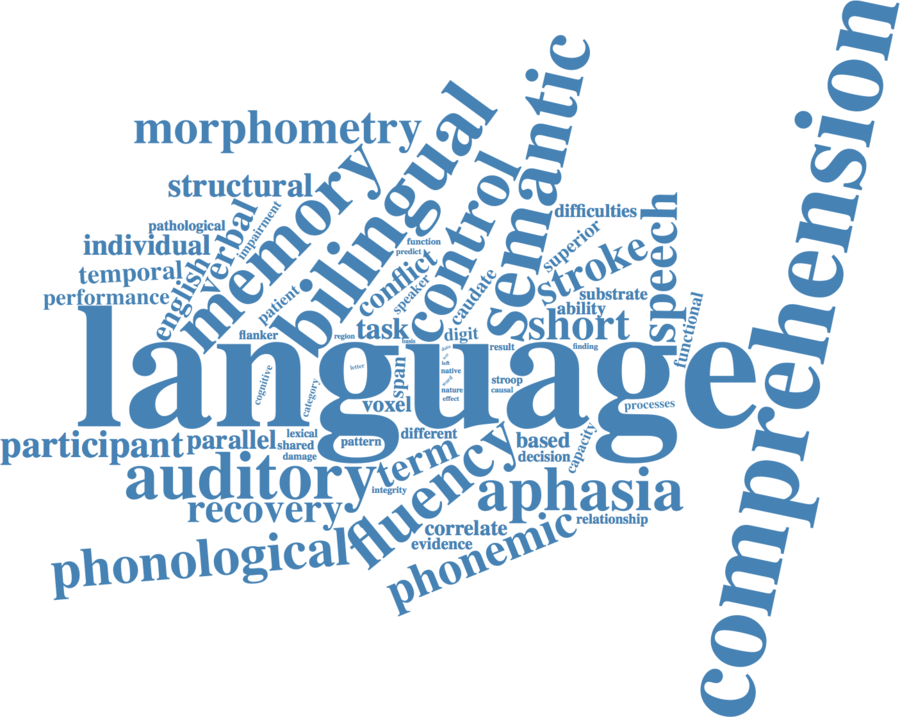 comprehension
semantic
bilingual
morphometry
memory
control
structural
speech
verbal
impairment
difficulties
pathological
superior
function
individual
predict
stroke
conflict
temporal
english
speaker
caudate
performance
patient
substrate
ability
functional
flanker
region
task
basis
digit
short
result
finding
language
cognitive
category
letter
span
voxel
left
native
word
nature
effect
stroop
causal
processes
participant
parallel
lexical
shared
damage
pattern
different
based
decision
capacity
auditory
term
integrity
fluency
aphasia
recovery
correlate
relationship
evidence
phonological
phonemic